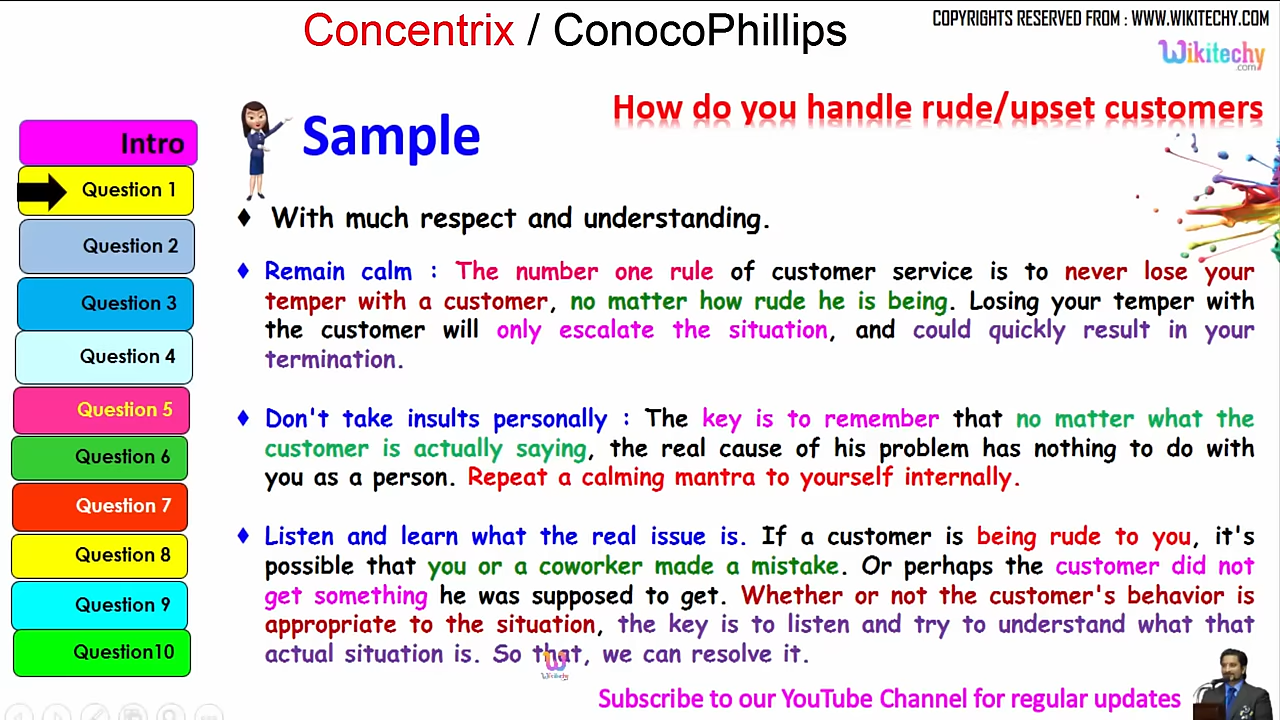 Concentrix / ConocoPhillips
COPYRIGHTS RESERVED FROM : WWW.WIKITECHY.COM
Wikitechy
.com
How do you handle rude/upset customers
Sample
Intro
Question 1
Question 2
Question 3
Question 4
Question 5
Question 6
Question 7
Question 8
Question 9
Question10
♦ With much respect and understanding.
♦ Remain calm : The number one rule of customer service is to never lose your
temper with a customer, no matter how rude he is being. Losing your temper with
the customer will only escalate the situation, and could quickly result in your
termination.
♦ Don't take insults personally : The key is to remember that no matter what the
customer is actually saying, the real cause of his problem has nothing to do with
you as a person. Repeat a calming mantra to yourself internally.
♦ Listen and learn what the real issue is. If a customer is being rude to you, it's
possible that you or a coworker made a mistake. Or perhaps the customer did not
get something he was supposed to get. Whether or not the customer's behavior is
appropriate to the situation, the key is to listen and try to understand what that
actual situation is. So that, we can resolve it.
Wikitechy
Subscribe to our YouTube Channel for regular updates